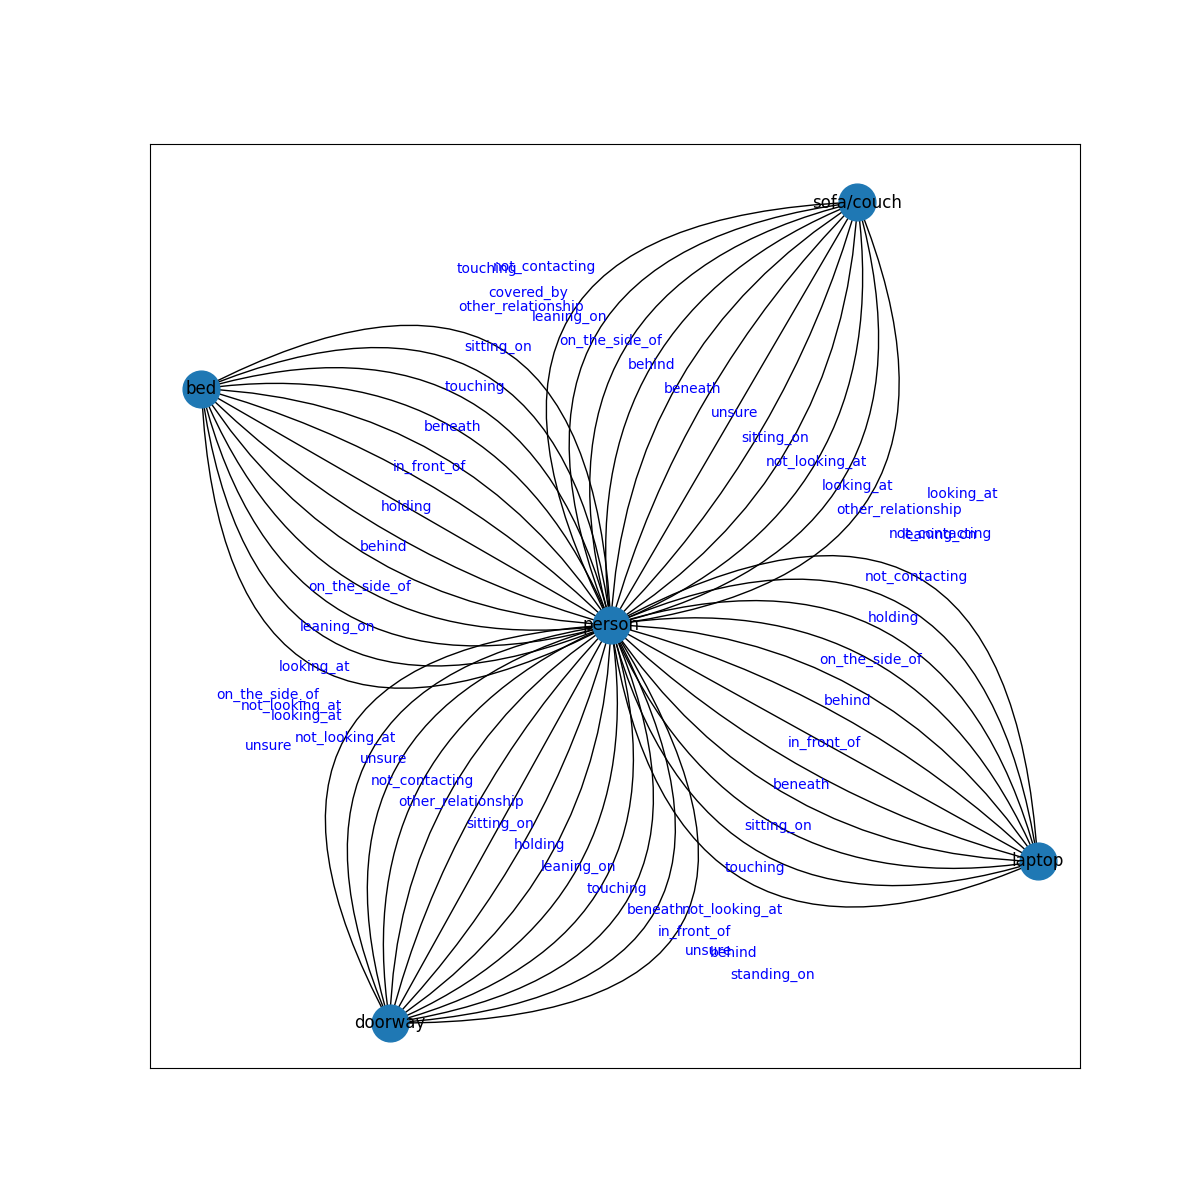 sofa/couch
touching
not_contacting
covered_by
other_relationship
leaning_on
on_the_side_of
sitting_on
behind
bed
touching
beneath
unsure
beneath
sitting_on
in_front_of
not_looking_at
looking_at
looking_at
holding
other_relationship
not_contacting
leaning_on
behind
not_contacting
on_the_side_of
holding
leaning_on
person
on_the_side_of
looking_at
on_the_side_of
behind
not_looking_at
looking_at
not_looking_at
unsure
in_front_of
unsure
not_contacting
beneath
other_relationship
sitting_on
sitting_on
holding
laptop
leaning_on
touching
touching
beneath
not_looking_at
in_front_of
unsure
behind
standing_on
doorway